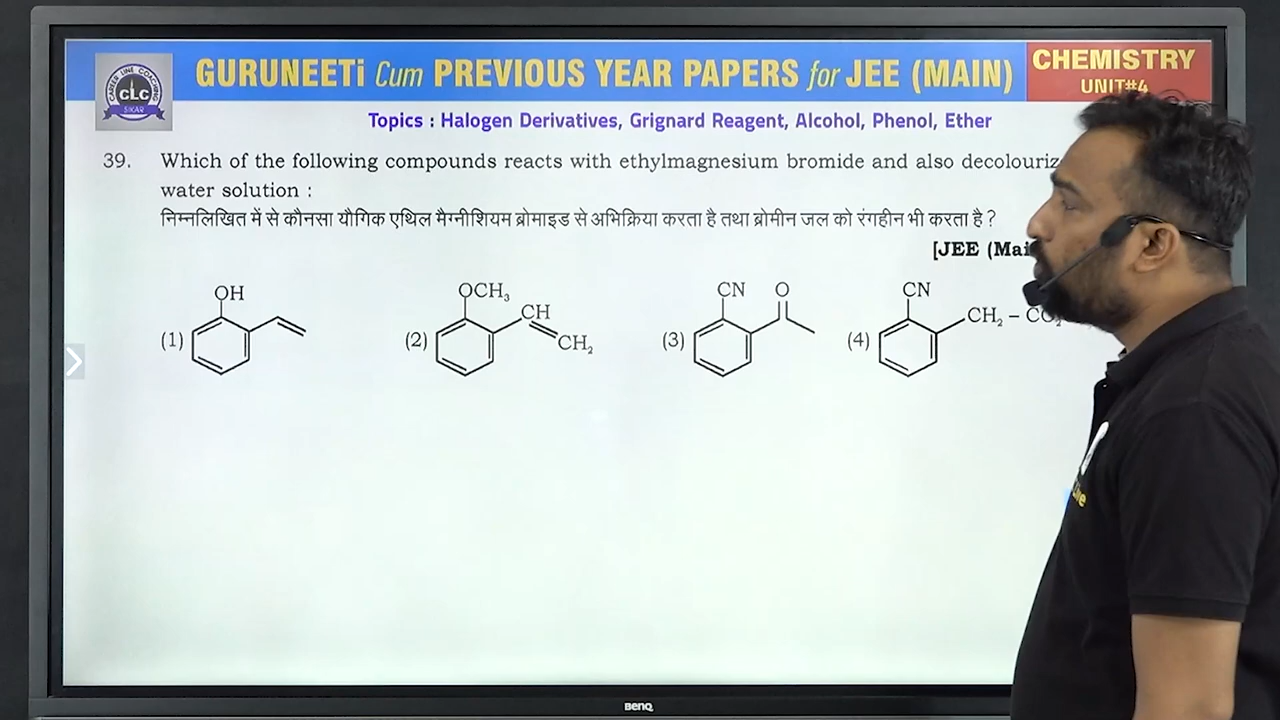 GURUNEETi Cum PREVIOUS YEAR PAPERS for JEE (MAIN)
CHEMISTRY
UNIT#4
CAREER LINE COACHING
CLC
SIKAR
Topics : Halogen Derivatives, Grignard Reagent, Alcohol, Phenol, Ether
39. Which of the following compounds reacts with ethylmagnesium bromide and also
water solution :
निम्नलिखित में से कौनसा यौगिक एथिल मैग्नीशियम ब्रोमाइड से अभिक्रिया करता है तथा ब्रोमीन जल को रंगहीन भी करता है ?
[JEE
(1) OH
(2) OCH₃ CH CH₂
(3) CN O
(4) CN CH₂ –
BENQ